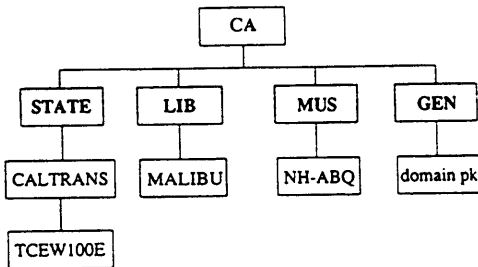 CA
STATE LIB MUS GEN
CALTRANS MALIBU NH-ABQ domain pk
TCEW100E